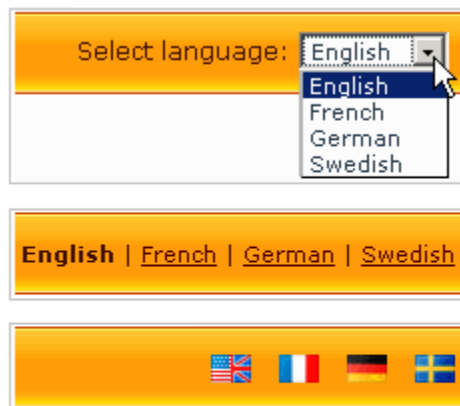 Select language: English
English
French
German
Swedish
English | French | German | Swedish